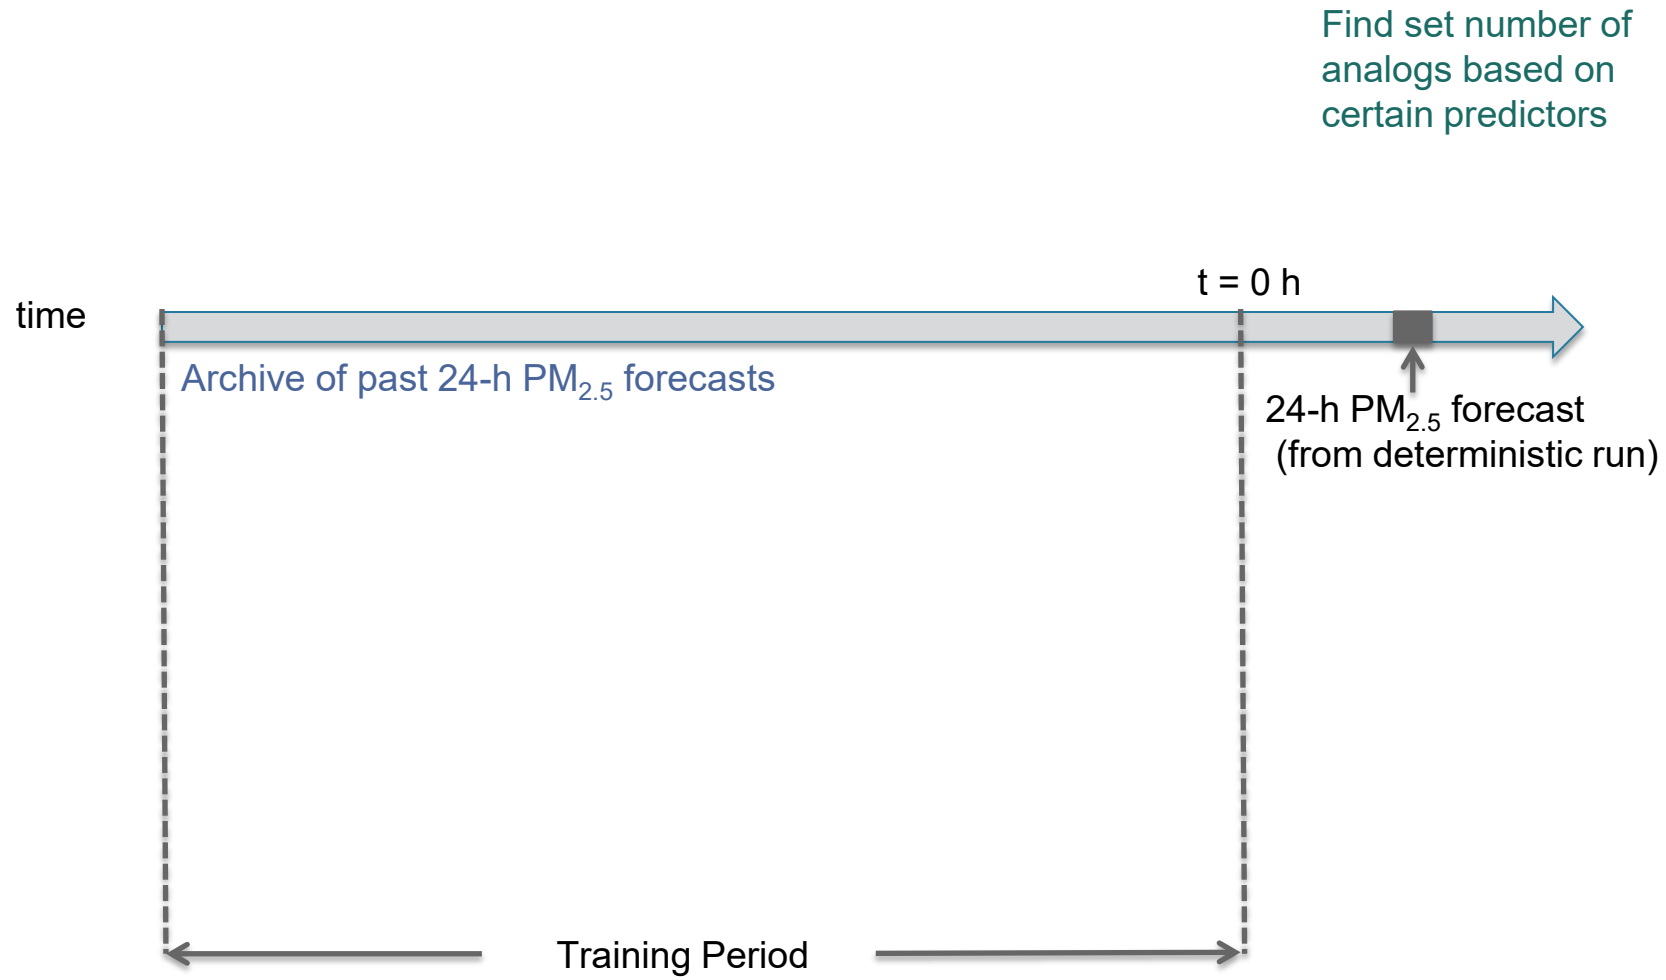 Find set number of
analogs based on
certain predictors
t = 0 h
time
Archive of past 24-h PM2.5 forecasts
24-h PM2.5 forecast
(from deterministic run)
Training Period